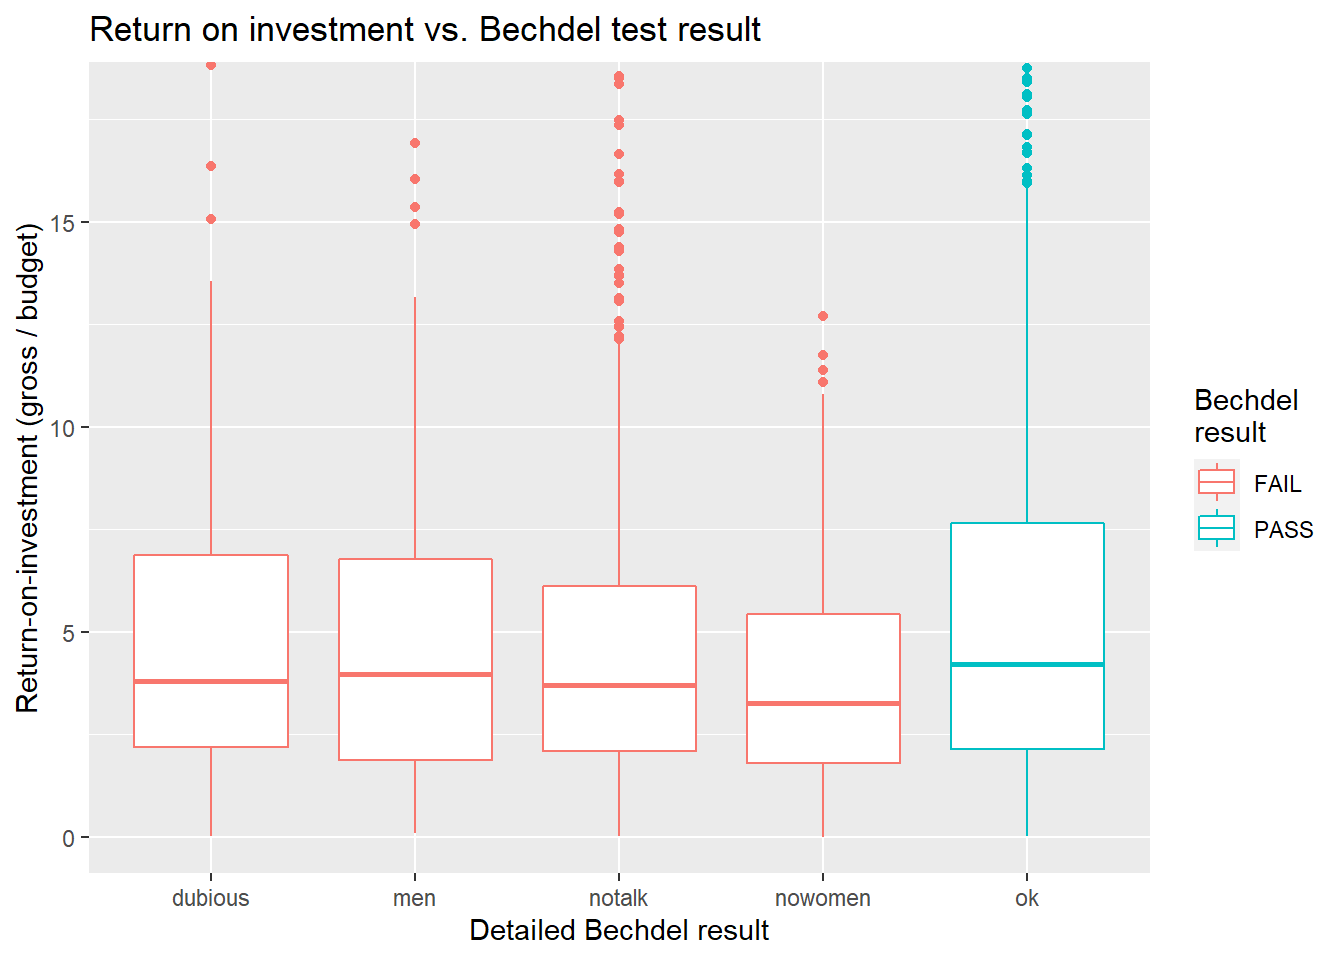 Return on investment vs. Bechdel test result
Return-on-investment (gross / budget)
15
10
5
0
dubious men notalk nowomen ok
Detailed Bechdel result
Bechdel
result
FAIL
PASS